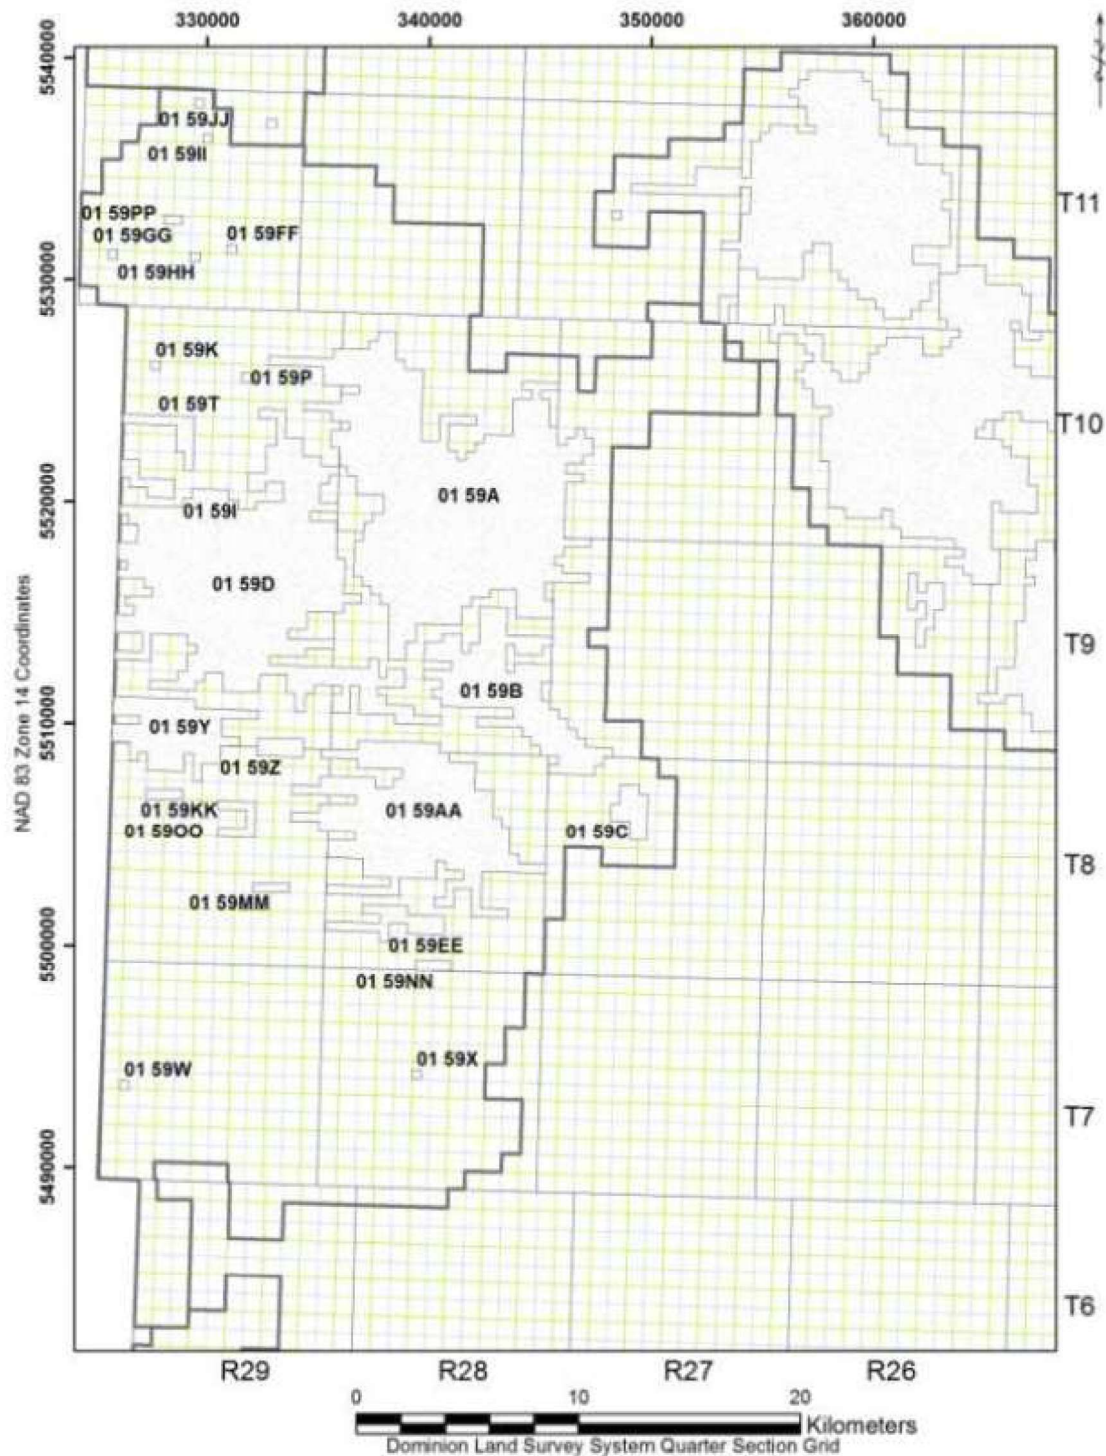 330000 340000 350000 360000
5540000
01 59JJ
01 59II
T11
01 59PP
01 59GG 01 59FF
01 59HH
5530000
01 59K
01 59P
01 59T
T10
01 59A
5520000
01 59I
01 59D
NAD 83 Zone 14 Coordinates
T9
01 59B
5510000
01 59Y
01 59Z
01 59KK 01 59AA
01 59OO 01 59C
T8
01 59MM
5500000
01 59EE
01 59NN
01 59X
01 59W
T7
5490000
T6
R29 R28 R27 R26
0 10 20
Kilometers
Dominion Land Survey System Quarter Section Grid